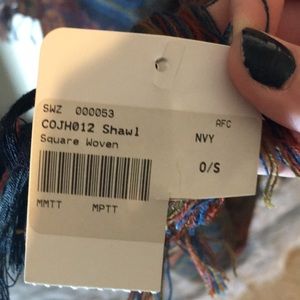 SWZ 000053 AFC
COJH012 Shawl NVY
Square Woven
O/S
MMTT MPTT